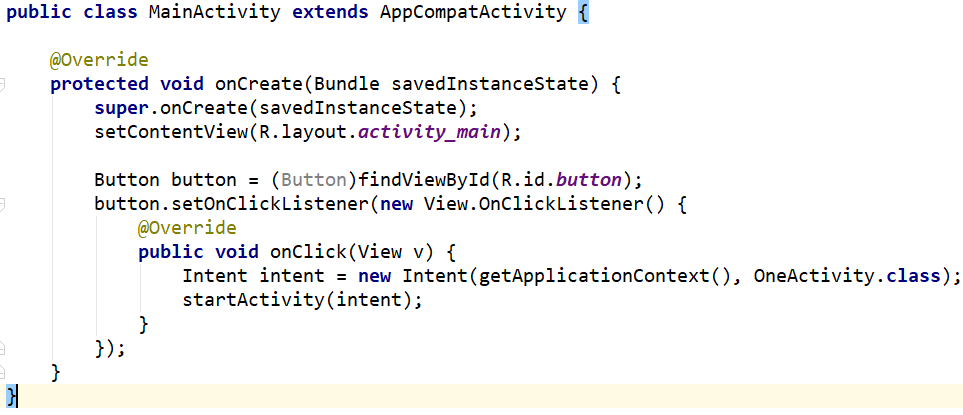 public class MainActivity extends AppCompatActivity {
@Override
protected void onCreate(Bundle savedInstanceState) {
super.onCreate(savedInstanceState);
setContentView(R.layout.activity_main);
Button button = (Button)findViewById(R.id.button);
button.setOnClickListener(new View.OnClickListener() {
@Override
public void onClick(View v) {
Intent intent = new Intent(getApplicationContext(), OneActivity.class);
startActivity(intent);
}
});
}
}